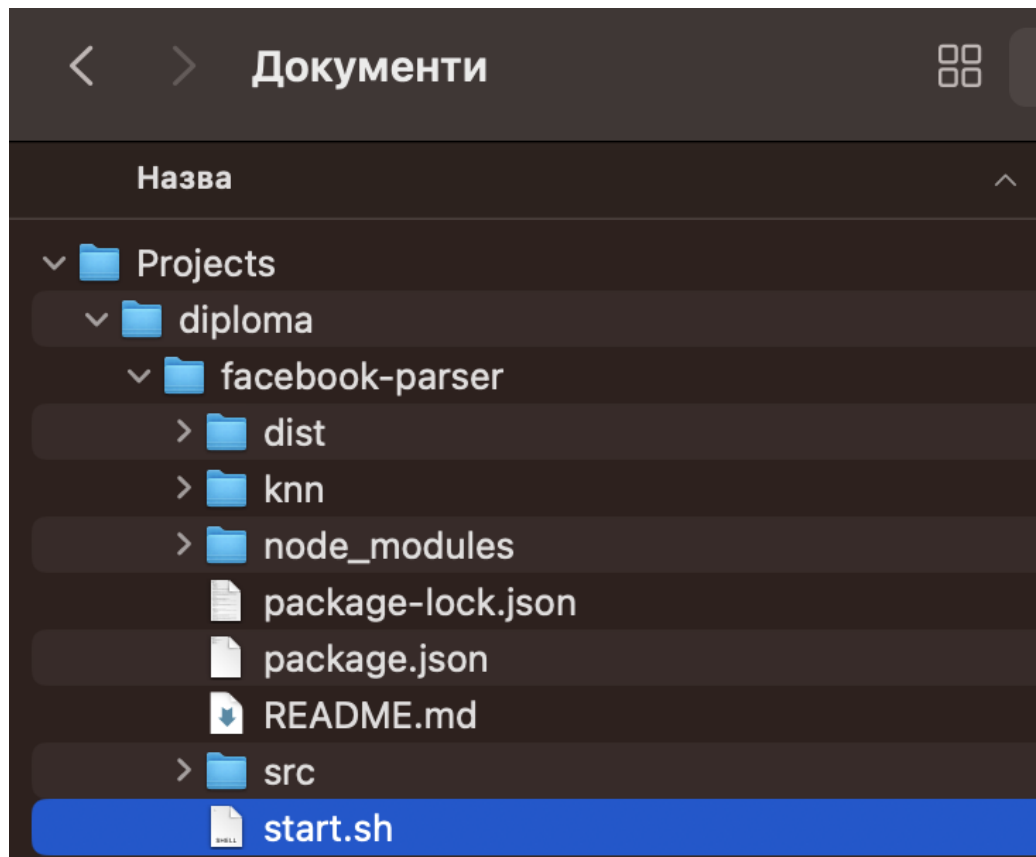 Документи
Назва
Projects
diploma
facebook-parser
dist
knn
node_modules
package-lock.json
package.json
README.md
src
SHELL
start.sh